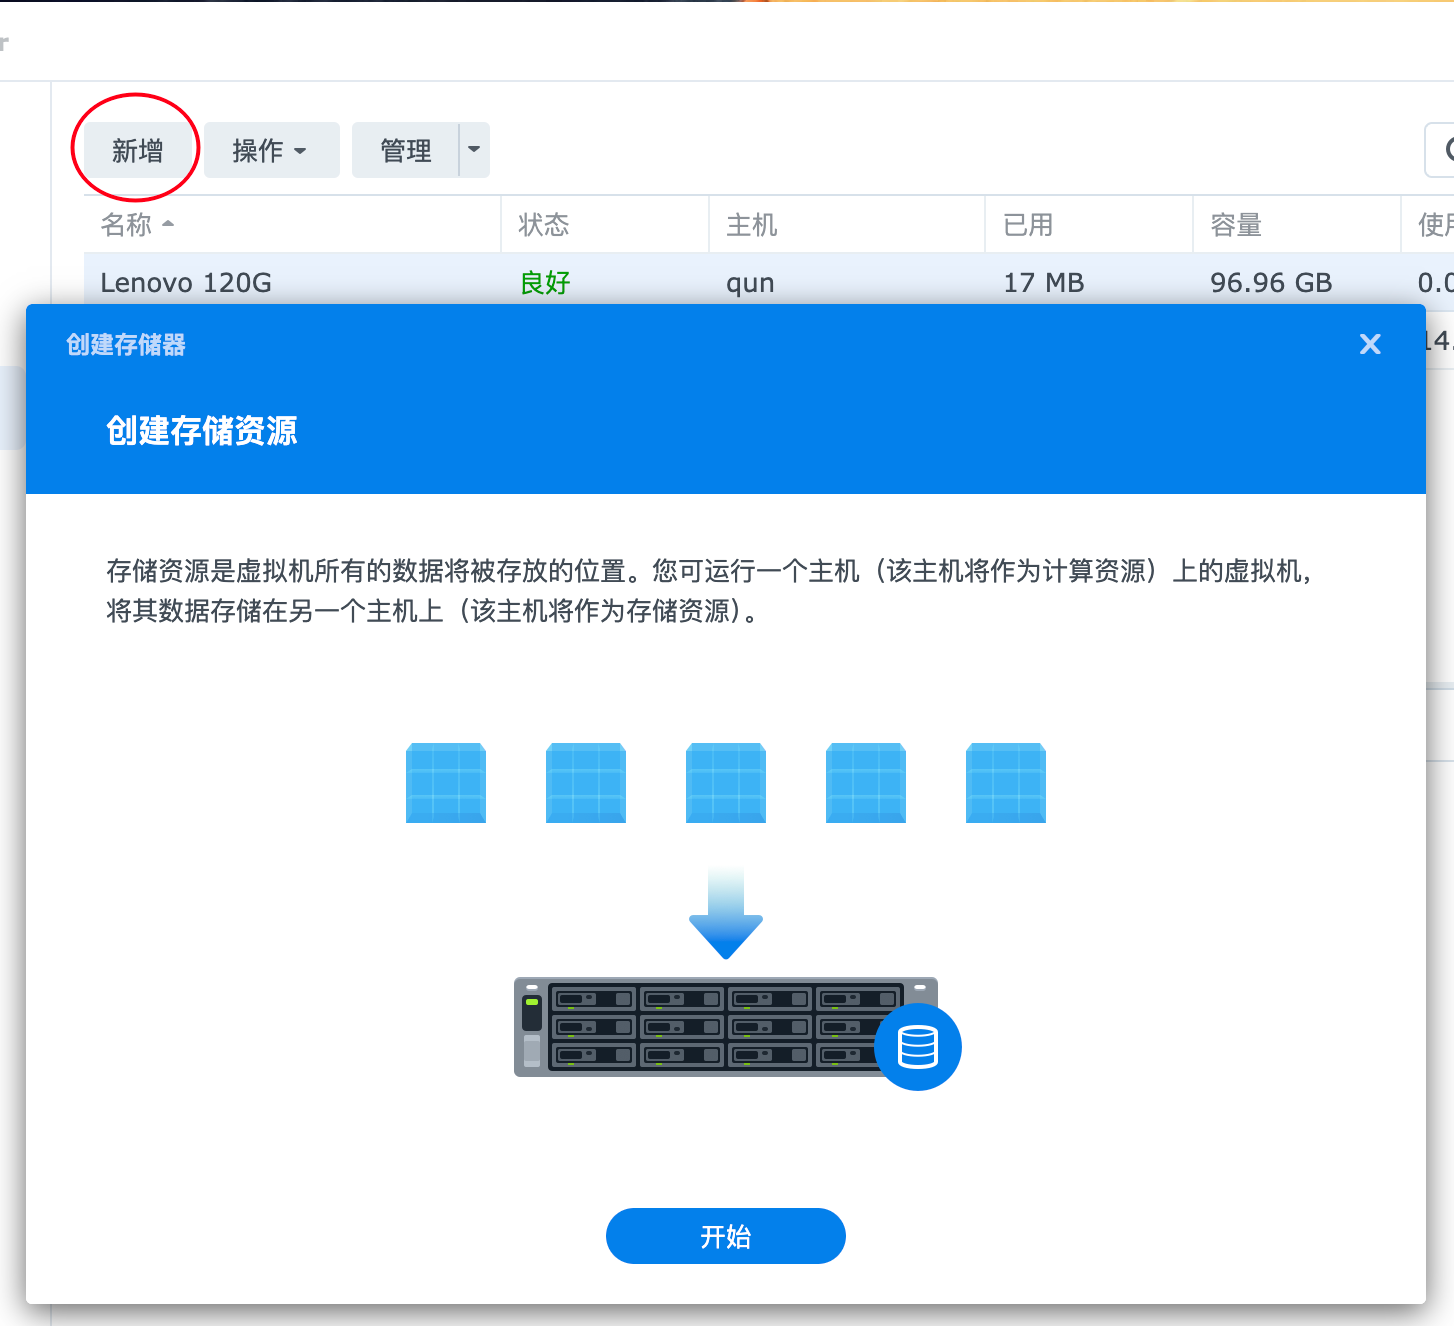 r
新增 操作 管理
名称 状态 主机 已用 容量
Lenovo 120G 良好 qun 17 MB 96.96 GB 0.0
14.
创建存储器
创建存储资源
存储资源是虚拟机所有的数据将被存放的位置。您可运行一个主机（该主机将作为计算资源）上的虚拟机，
将其数据存储在另一个主机上（该主机将作为存储资源）。
开始